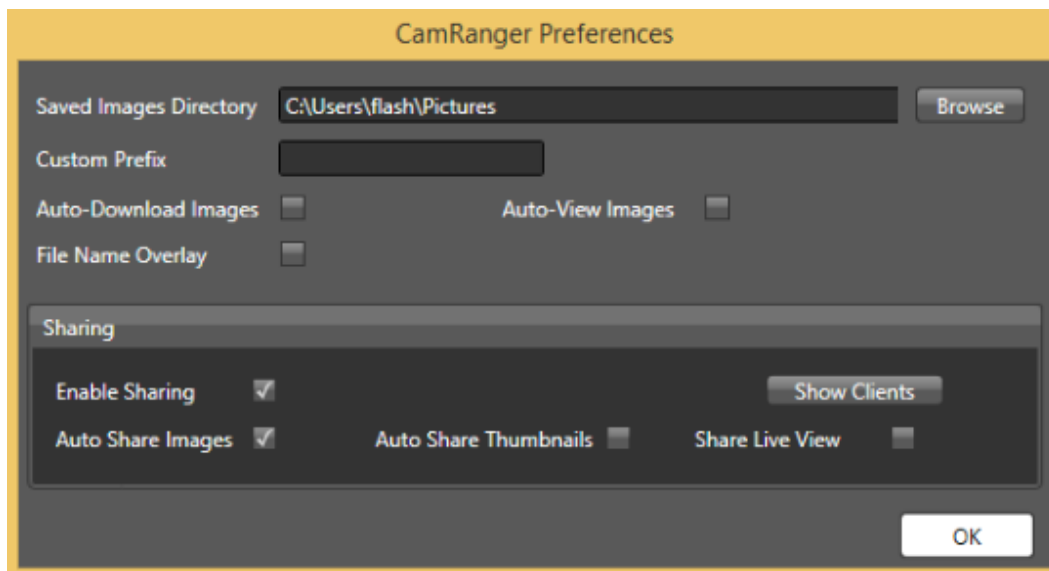 CamRanger Preferences
Saved Images Directory C:\Users\flash\Pictures Browse
Custom Prefix
Auto-Download Images Auto-View Images
File Name Overlay
Sharing
Enable Sharing Show Clients
Auto Share Images Auto Share Thumbnails Share Live View
OK